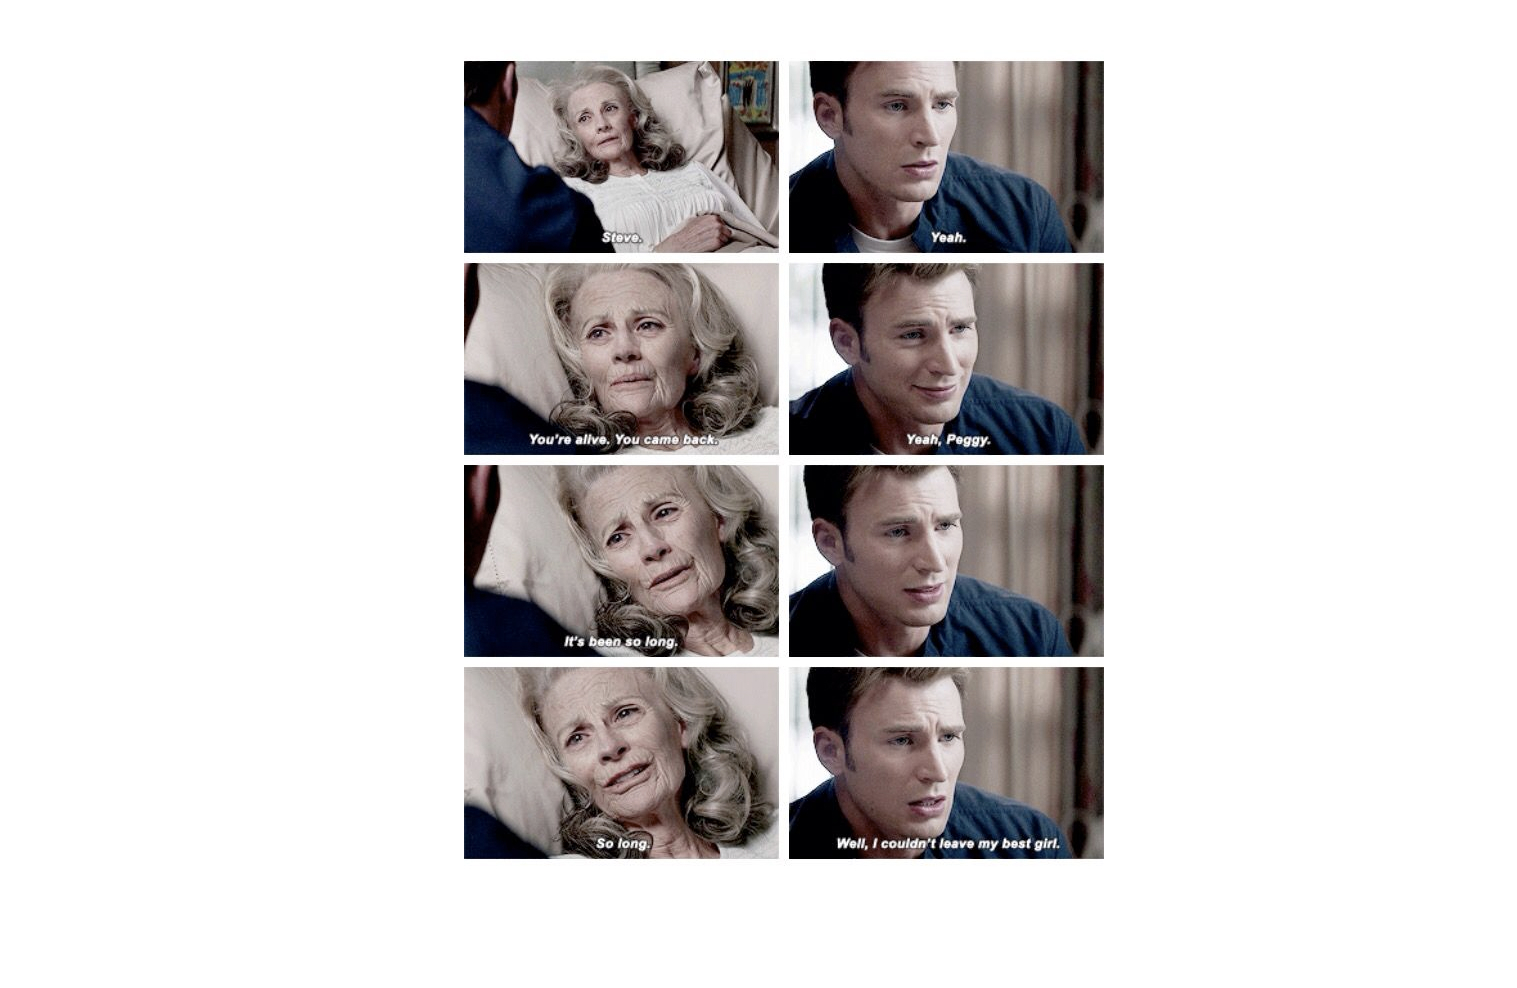 Steve.
Yeah.
You're alive. You came back.
Yeah, Peggy.
It's been so long.
So long.
Well, I couldn't leave my best girl.